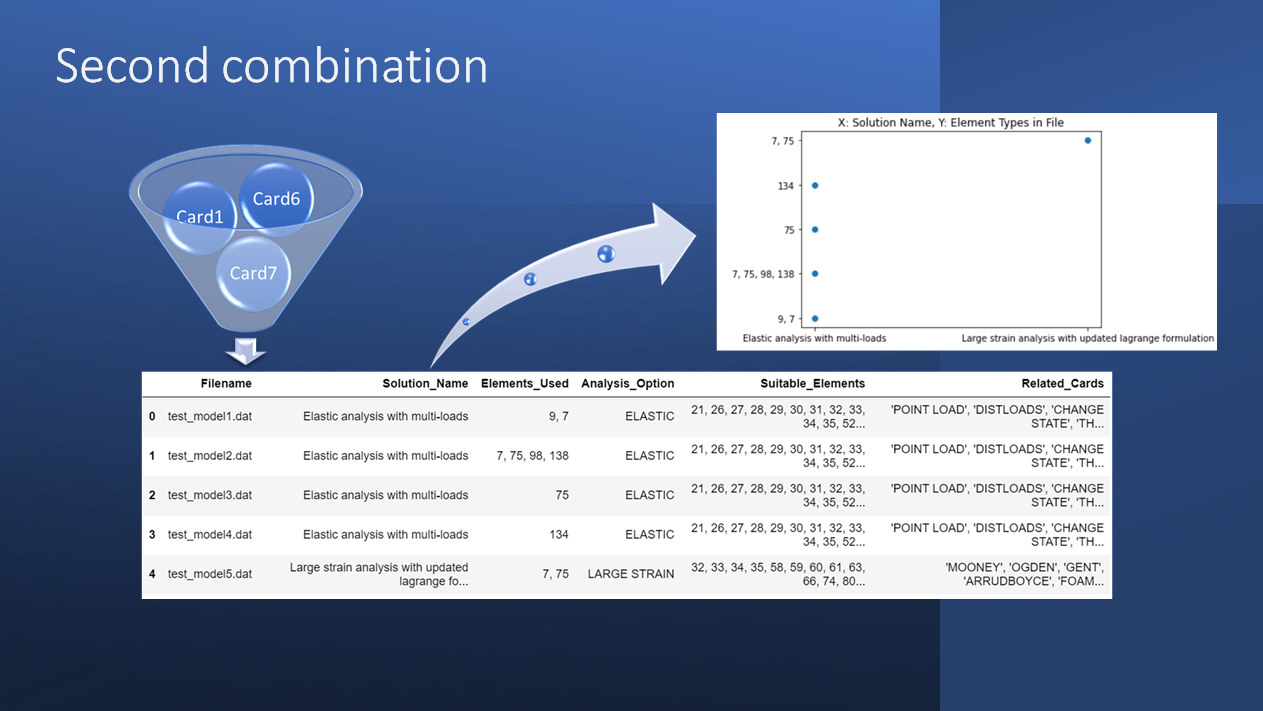 Second combination
Card1
Card6
Card7
X: Solution Name, Y: Element Types in File
7, 75
134
75
7, 75, 98, 138
9, 7
Elastic analysis with multi-loads
Large strain analysis with updated lagrange formulation
Filename Solution_Name Elements_Used Analysis_Option Suitable_Elements Related_Cards
0 test_model1.dat Elastic analysis with multi-loads 9, 7 ELASTIC 21, 26, 27, 28, 29, 30, 31, 32, 33, 'POINT LOAD', 'DISTLOADS', 'CHANGE
34, 35, 52... STATE', 'TH...
1 test_model2.dat Elastic analysis with multi-loads 7, 75, 98, 138 ELASTIC 21, 26, 27, 28, 29, 30, 31, 32, 33, 'POINT LOAD', 'DISTLOADS', 'CHANGE
34, 35, 52... STATE', 'TH...
2 test_model3.dat Elastic analysis with multi-loads 75 ELASTIC 21, 26, 27, 28, 29, 30, 31, 32, 33, 'POINT LOAD', 'DISTLOADS', 'CHANGE
34, 35, 52... STATE', 'TH...
3 test_model4.dat Elastic analysis with multi-loads 134 ELASTIC 21, 26, 27, 28, 29, 30, 31, 32, 33, 'POINT LOAD', 'DISTLOADS', 'CHANGE
34, 35, 52... STATE', 'TH...
4 test_model5.dat Large strain analysis with updated 7, 75 LARGE STRAIN 32, 33, 34, 35, 58, 59, 60, 61, 63, 'MOONEY', 'OGDEN', 'GENT',
lagrange fo... 66, 74, 80... 'ARRUDBOYCE', 'FOAM...